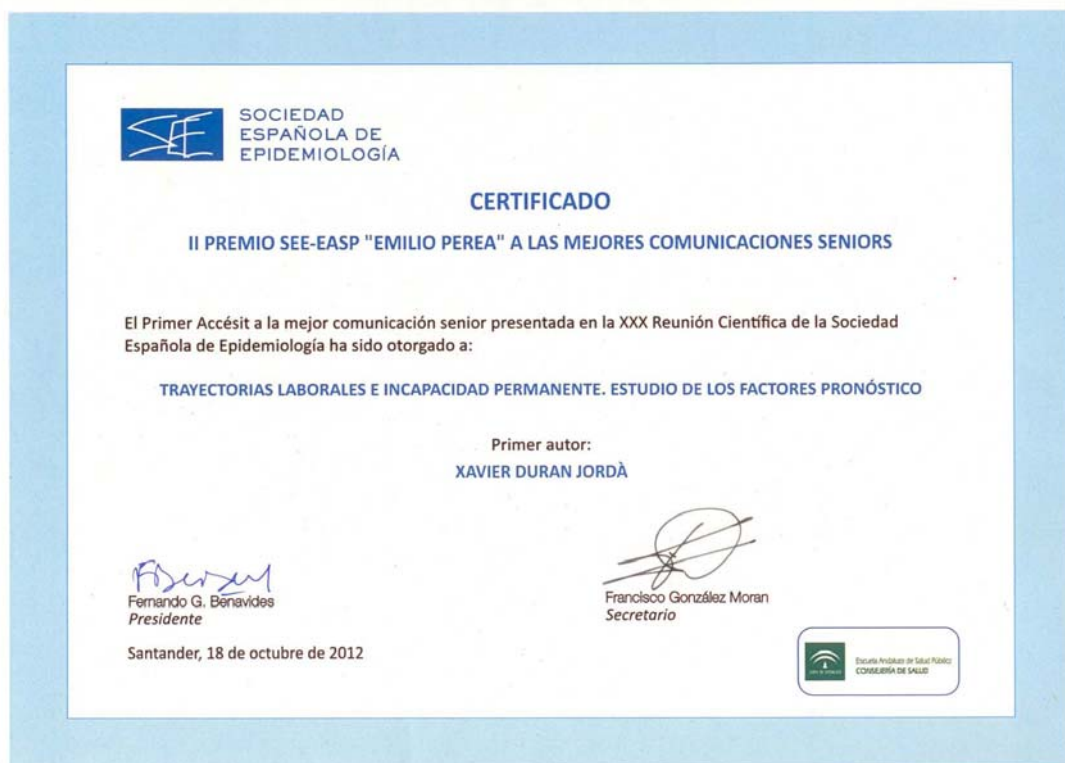 SEE
SOCIEDAD
ESPAÑOLA DE
EPIDEMIOLOGÍA
CERTIFICADO
II PREMIO SEE-EASP "EMILIO PEREA" A LAS MEJORES COMUNICACIONES SENIORS
El Primer Accésit a la mejor comunicación senior presentada en la XXX Reunión Científica de la Sociedad
Española de Epidemiología ha sido otorgado a:
TRAYECTORIAS LABORALES E INCAPACIDAD PERMANENTE. ESTUDIO DE LOS FACTORES PRONÓSTICO
Primer autor:
XAVIER DURAN JORDÀ
Fernando G. Benavides
Presidente
Francisco González Moran
Secretario
Santander, 18 de octubre de 2012
Escuela Andaluza de Salud Pública
CONSEJERÍA DE SALUD